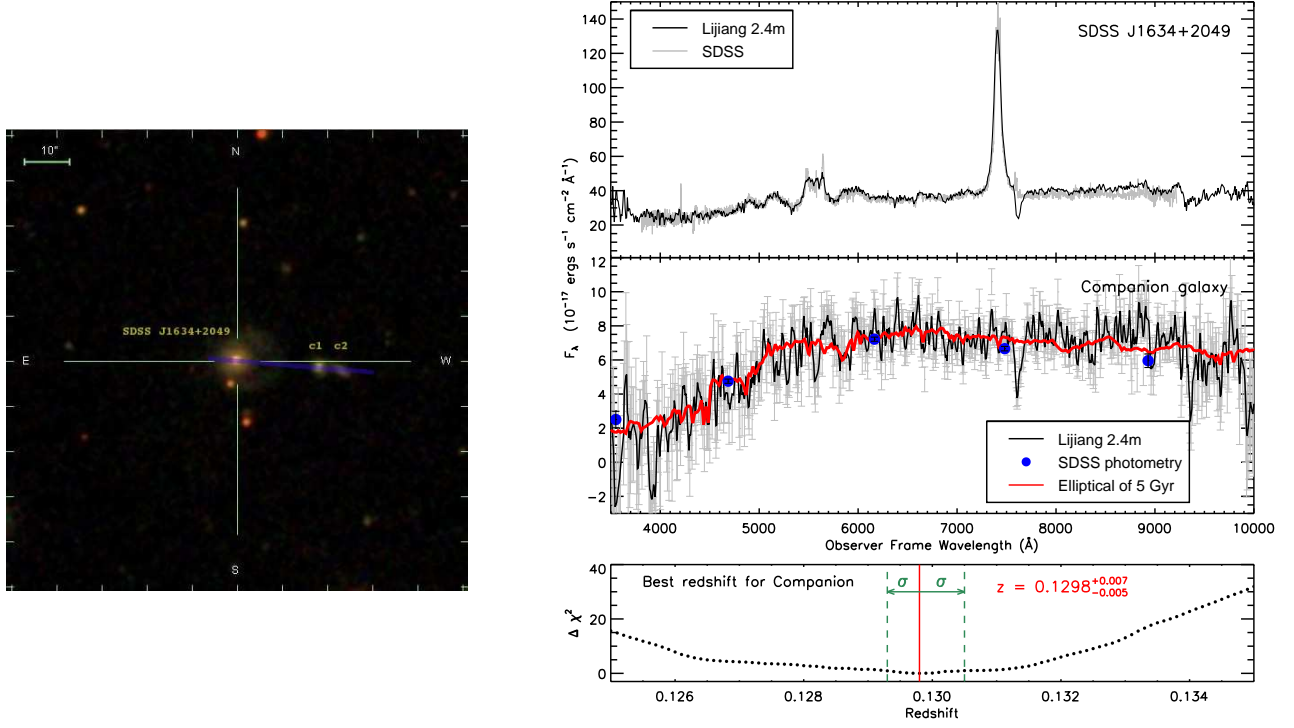 10"
N
SDSS J1634+2049
c1 c2
E
W
S
Lijiang 2.4m
SDSS
SDSS J1634+2049
140
120
100
80
60
40
20
F_λ (10⁻¹⁷ ergs s⁻¹ cm⁻² Å⁻¹)
Companion galaxy
12
10
8
6
4
2
0
−2
Lijiang 2.4m
SDSS photometry
Elliptical of 5 Gyr
4000 5000 6000 7000 8000 9000 10000
Observer Frame Wavelength (Å)
Best redshift for Companion
σ σ
z = 0.1298 +0.007 −0.005
40
20
0
Δ χ²
0.126 0.128 0.130 0.132 0.134
Redshift